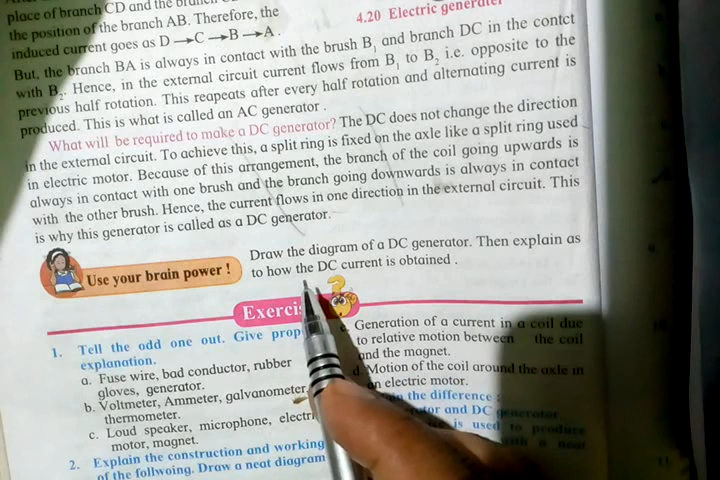 place of branch CD and the
the position of the branch AB. Therefore, the
induced current goes as D →C →B →A .
4.20 Electric generater
But, the branch BA is always in contact with the brush B1 and branch DC in the contct
with B2. Hence, in the external circuit current flows from B1 to B2 i.e. opposite to the
previous half rotation. This reapeats after every half rotation and alternating current is
produced. This is what is called an AC generator .
What will be required to make a DC generator? The DC does not change the direction
in the external circuit. To achieve this, a split ring is fixed on the axle like a split ring used
in electric motor. Because of this arrangement, the branch of the coil going upwards is
always in contact with one brush and the branch going downwards is always in contact
with the other brush. Hence, the current flows in one direction in the external circuit. This
is why this generator is called as a DC generator.
Use your brain power !
Draw the diagram of a DC generator. Then explain as
to how the DC current is obtained .
1. Tell the odd one out. Give
explanation.
a. Fuse wire, bad conductor, rubber
gloves, generator.
b. Voltmeter, Ammeter, galvanometer,
thermometer.
c. Loud speaker, microphone,
motor, magnet.
2. Explain the construction and working
of the follwoing. Draw a neat diagram
Generation of a current in a coil due
to relative motion between the coil
and the magnet.
d Motion of the coil around the axle in
an electric motor.
the difference :
and DC generator
is used to produce
with a neat